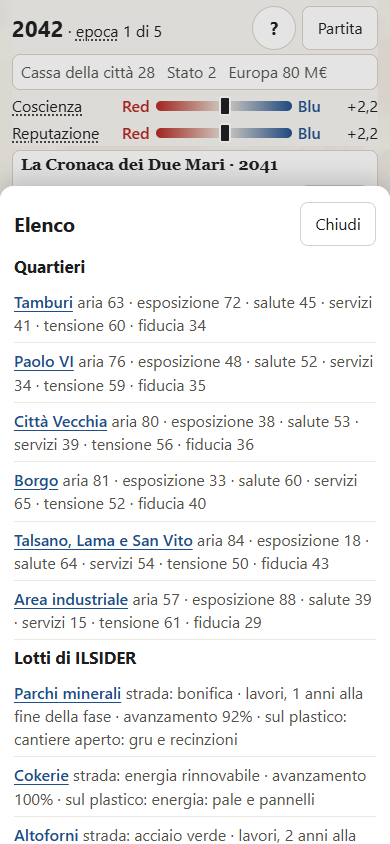 2042 · epoca 1 di 5
?
Partita
Cassa della città 28 Stato 2 Europa 80 M€
Coscienza Red Blu +2,2
Reputazione Red Blu +2,2
La Cronaca dei Due Mari · 2041
Elenco
Chiudi
Quartieri
Tamburi aria 63 · esposizione 72 · salute 45 · servizi
41 · tensione 60 · fiducia 34
Paolo VI aria 76 · esposizione 48 · salute 52 · servizi
34 · tensione 59 · fiducia 35
Città Vecchia aria 80 · esposizione 38 · salute 53 ·
servizi 39 · tensione 56 · fiducia 36
Borgo aria 81 · esposizione 33 · salute 60 · servizi
65 · tensione 52 · fiducia 40
Talsano, Lama e San Vito aria 84 · esposizione 18 ·
salute 64 · servizi 54 · tensione 50 · fiducia 43
Area industriale aria 57 · esposizione 88 · salute 39
· servizi 15 · tensione 61 · fiducia 29
Lotti di ILSIDER
Parchi minerali strada: bonifica · lavori, 1 anni alla
fine della fase · avanzamento 92% · sul plastico:
cantiere aperto: gru e recinzioni
Cokerie strada: energia rinnovabile · avanzamento
100% · sul plastico: energia: pale e pannelli
Altoforni strada: acciaio verde · lavori, 2 anni alla